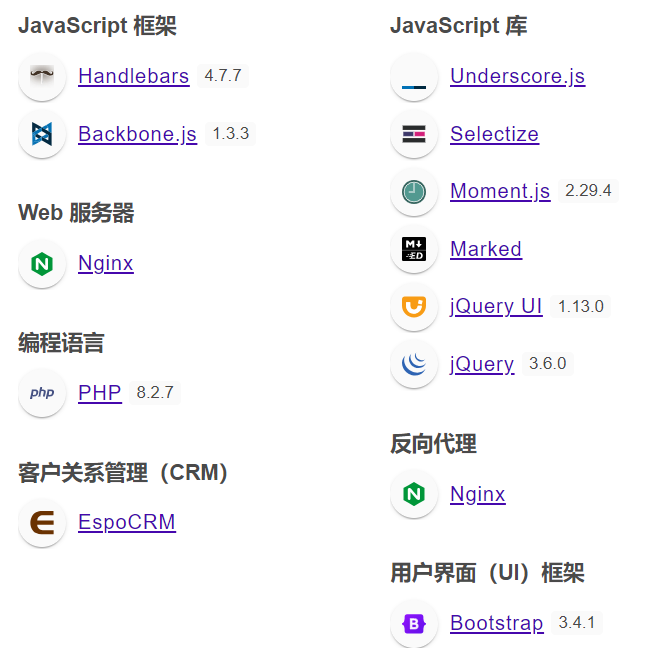 JavaScript 框架
Handlebars 4.7.7
Backbone.js 1.3.3
Web 服务器
Nginx
编程语言
php PHP 8.2.7
客户关系管理（CRM）
EspoCRM
JavaScript 库
Underscore.js
Selectize
Moment.js 2.29.4
M ED Marked
jQuery UI 1.13.0
jQuery 3.6.0
反向代理
Nginx
用户界面（UI）框架
B Bootstrap 3.4.1